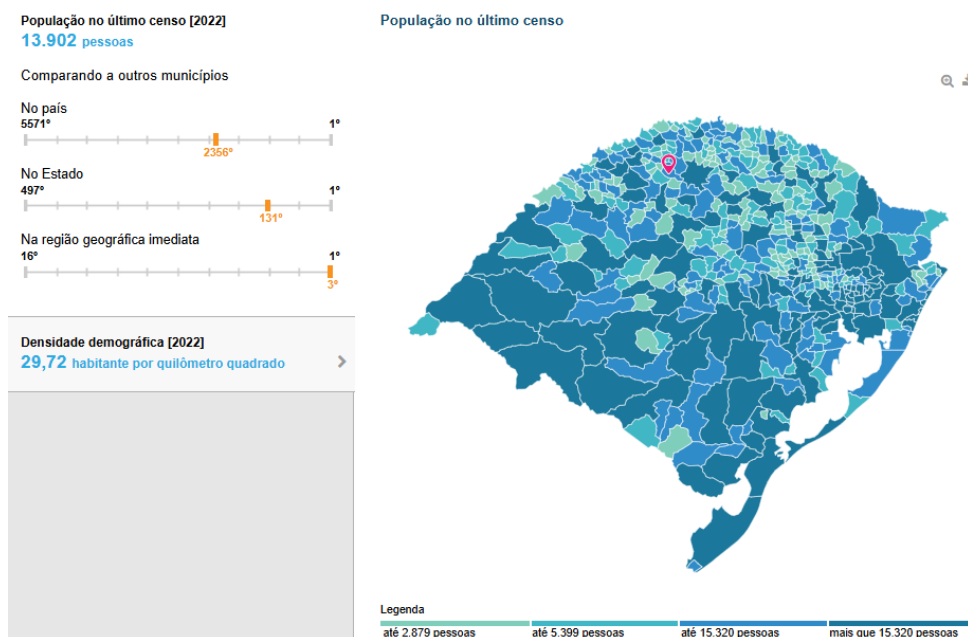 População no último censo [2022]
13.902 pessoas
Comparando a outros municípios
No país
5571º 1º
2356º
No Estado
497º 1º
131º
Na região geográfica imediata
16º 1º
3º
Densidade demográfica [2022]
29,72 habitante por quilômetro quadrado
População no último censo
Legenda
até 2.879 pessoas até 5.399 pessoas até 15.320 pessoas mais que 15.320 pessoas